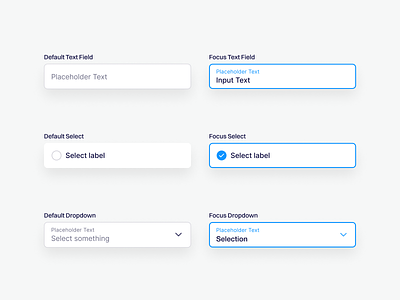 Default Text Field
Focus Text Field
Placeholder Text
Placeholder Text
Input Text
Default Select
Focus Select
Select label
Select label
Default Dropdown
Focus Dropdown
Placeholder Text
Select something
Placeholder Text
Selection